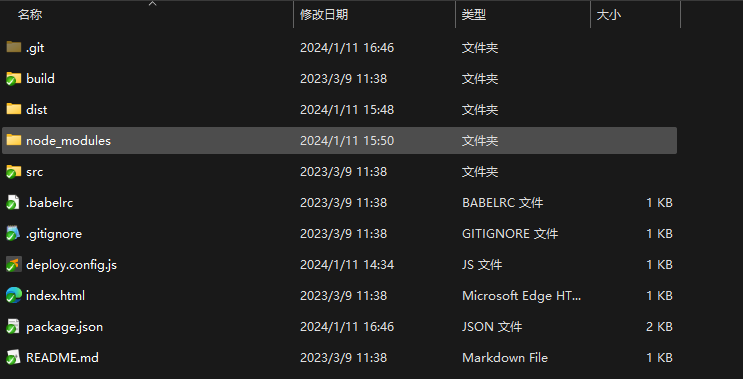 名称 修改日期 类型 大小
.git 2024/1/11 16:46 文件夹
build 2023/3/9 11:38 文件夹
dist 2024/1/11 15:48 文件夹
node_modules 2024/1/11 15:50 文件夹
src 2023/3/9 11:38 文件夹
.babelrc 2023/3/9 11:38 BABELRC 文件 1 KB
.gitignore 2023/3/9 11:38 GITIGNORE 文件 1 KB
deploy.config.js 2024/1/11 14:34 JS 文件 1 KB
index.html 2023/3/9 11:38 Microsoft Edge HT... 1 KB
package.json 2024/1/11 16:46 JSON 文件 2 KB
README.md 2023/3/9 11:38 Markdown File 1 KB